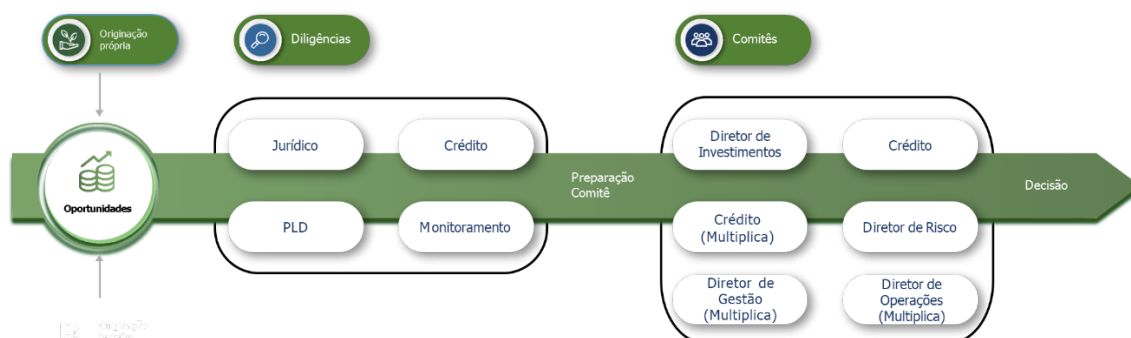 Originação
própria
Diligências
Comitês
Jurídico
Crédito
Diretor de
Investimentos
Crédito
Oportunidades
Preparação
Comitê
Decisão
PLD
Monitoramento
Crédito
(Multiplica)
Diretor de Risco
Diretor de
Gestão
(Multiplica)
Diretor de
Operações
(Multiplica)
Originação